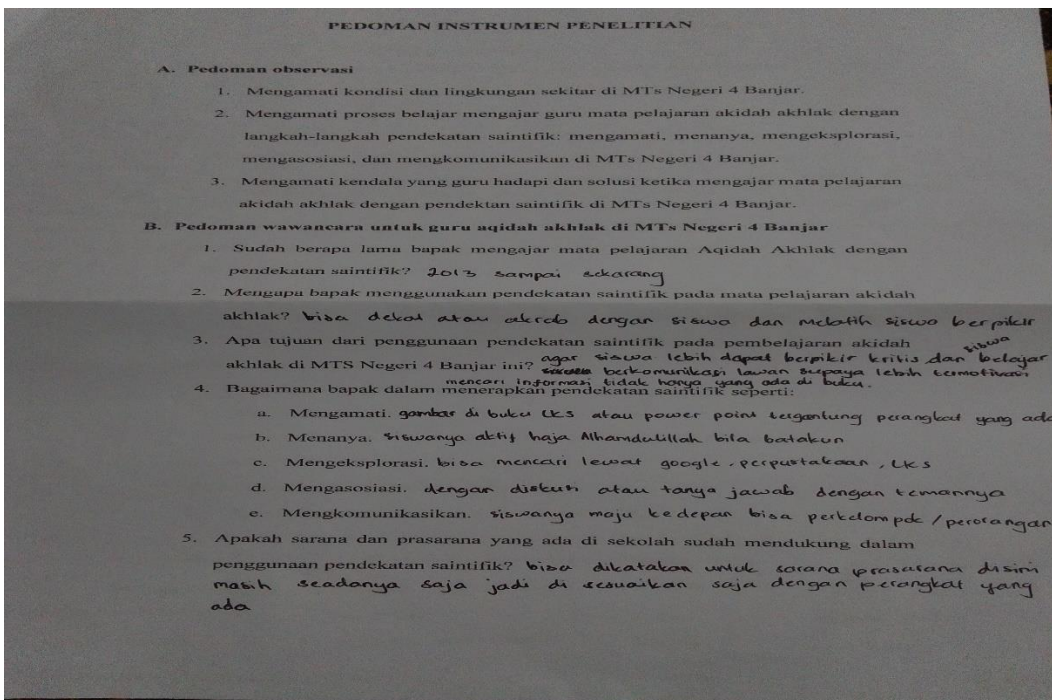 PEDOMAN INSTRUMEN PENELITIAN
A. Pedoman observasi
1. Mengamati kondisi dan lingkungan sekitar di MTs Negeri 4 Banjar.
2. Mengamati proses belajar mengajar guru mata pelajaran akidah akhlak dengan
langkah-langkah pendekatan saintifik: mengamati, menanya, mengeksplorasi,
mengasosiasi, dan mengkomunikasikan di MTs Negeri 4 Banjar.
3. Mengamati kendala yang guru hadapi dan solusi ketika mengajar mata pelajaran
akidah akhlak dengan pendektan saintifik di MTs Negeri 4 Banjar.
B. Pedoman wawancara untuk guru aqidah akhlak di MTs Negeri 4 Banjar
1. Sudah berapa lama bapak mengajar mata pelajaran Aqidah Akhlak dengan
pendekatan saintifik? 2013 sampai sekarang
2. Mengapa bapak menggunakan pendekatan saintifik pada mata pelajaran akidah
akhlak? bisa dekat atau akrab dengan siswa dan melatih siswa berpikir
3. Apa tujuan dari penggunaan pendekatan saintifik pada pembelajaran akidah
akhlak di MTS Negeri 4 Banjar ini? agar siswa lebih dapat berpikir kritis dan siswa belajar
berkomunikasi lawan supaya lebih termotivasi
mencari informasi tidak hanya yang ada di buku.
4. Bagaimana bapak dalam menerapkan pendekatan saintifik seperti:
a. Mengamati. gambar di buku LKS atau power point tergantung perangkat yang ada
b. Menanya. siswanya aktif haja Alhamdulillah bila batakun
c. Mengeksplorasi. bisa mencari lewat google, perpustakaan, LKS
d. Mengasosiasi. dengan diskusi atau tanya jawab dengan temannya
e. Mengkomunikasikan. siswanya maju kedepan bisa perkelompok / perorangan
5. Apakah sarana dan prasarana yang ada di sekolah sudah mendukung dalam
penggunaan pendekatan saintifik? bisa dikatakan untuk sarana prasarana disini
masih seadanya saja jadi di sesuaikan saja dengan perangkat yang
ada